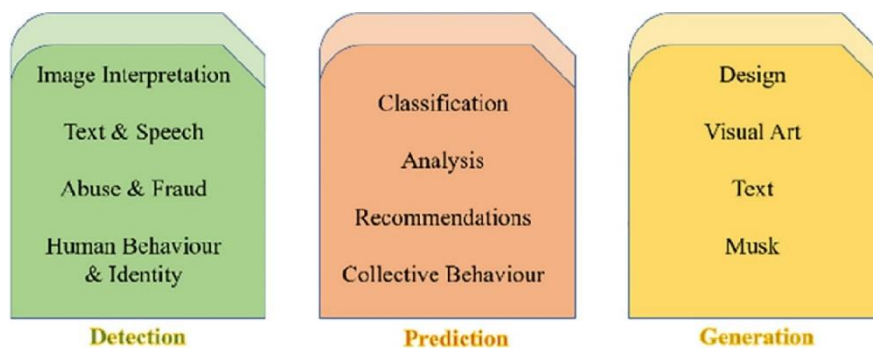 Image Interpretation
Text & Speech
Abuse & Fraud
Human Behaviour
& Identity
Detection
Classification
Analysis
Recommendations
Collective Behaviour
Prediction
Design
Visual Art
Text
Musk
Generation